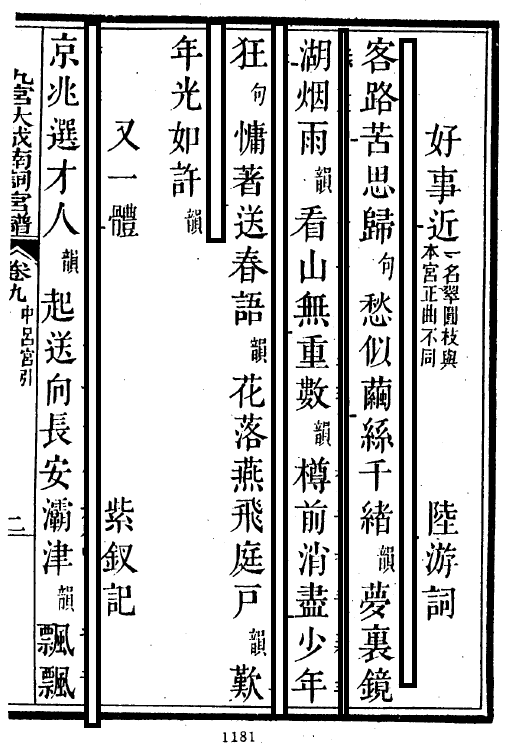 好事近 一名翠圓枝與本宮正曲不同 陸游詞
客路苦思歸句愁似繭絲千緒韻夢裏鏡
湖烟雨韻看山無重數韻樽前消盡少年
狂句慵著送春語韻花落燕飛庭戶韻歎
年光如許韻
又一體 紫釵記
京兆選才人韻起送向長安灞津韻飄飄
九宮大成南詞宮譜 卷九 中呂宮引 二
1181